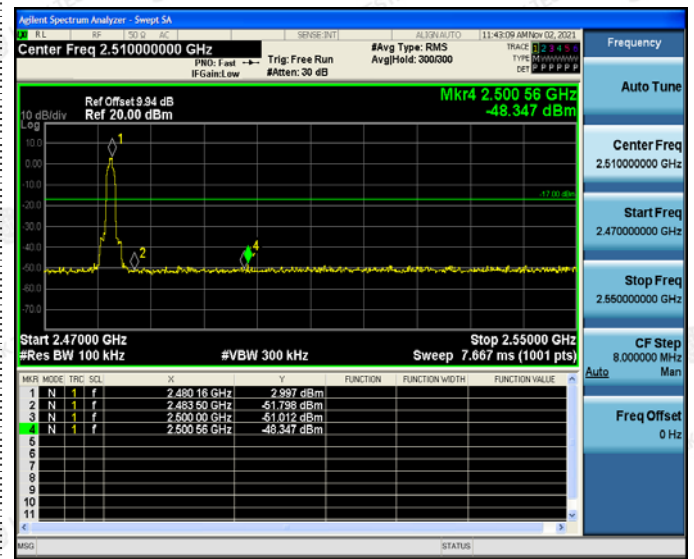 Agilent Spectrum Analyzer - Swept SA
RL RF 50 Ω AC SENSE:INT ALIGNAUTO 11:43:09 AM Nov 02, 2021
Center Freq 2.510000000 GHz
PNO: Fast
IFGain:Low
Trig: Free Run
#Atten: 30 dB
#Avg Type: RMS
Avg|Hold: 300/300
TRACE 1 2 3 4 5 6
TYPE M
DET P P P P P P
Mkr4 2.500 56 GHz
-48.347 dBm
Ref Offset 9.94 dB
10 dB/div Ref 20.00 dBm
Log
10.0
0.00
-10.0
-20.0
-30.0
-40.0
-50.0
-60.0
-70.0
1
2
4
-17.00 dBm
Start 2.47000 GHz Stop 2.55000 GHz
#Res BW 100 kHz #VBW 300 kHz Sweep 7.667 ms (1001 pts)
MKR MODE TRC SCL X Y FUNCTION FUNCTION WIDTH FUNCTION VALUE
1 N 1 f 2.480 16 GHz 2.997 dBm
2 N 1 f 2.483 50 GHz -51.798 dBm
3 N 1 f 2.500 00 GHz -51.012 dBm
4 N 1 f 2.500 56 GHz -48.347 dBm
5
6
7
8
9
10
11
MSG STATUS
Frequency
Auto Tune
Center Freq
2.510000000 GHz
Start Freq
2.470000000 GHz
Stop Freq
2.550000000 GHz
CF Step
8.000000 MHz
Auto Man
Freq Offset
0 Hz